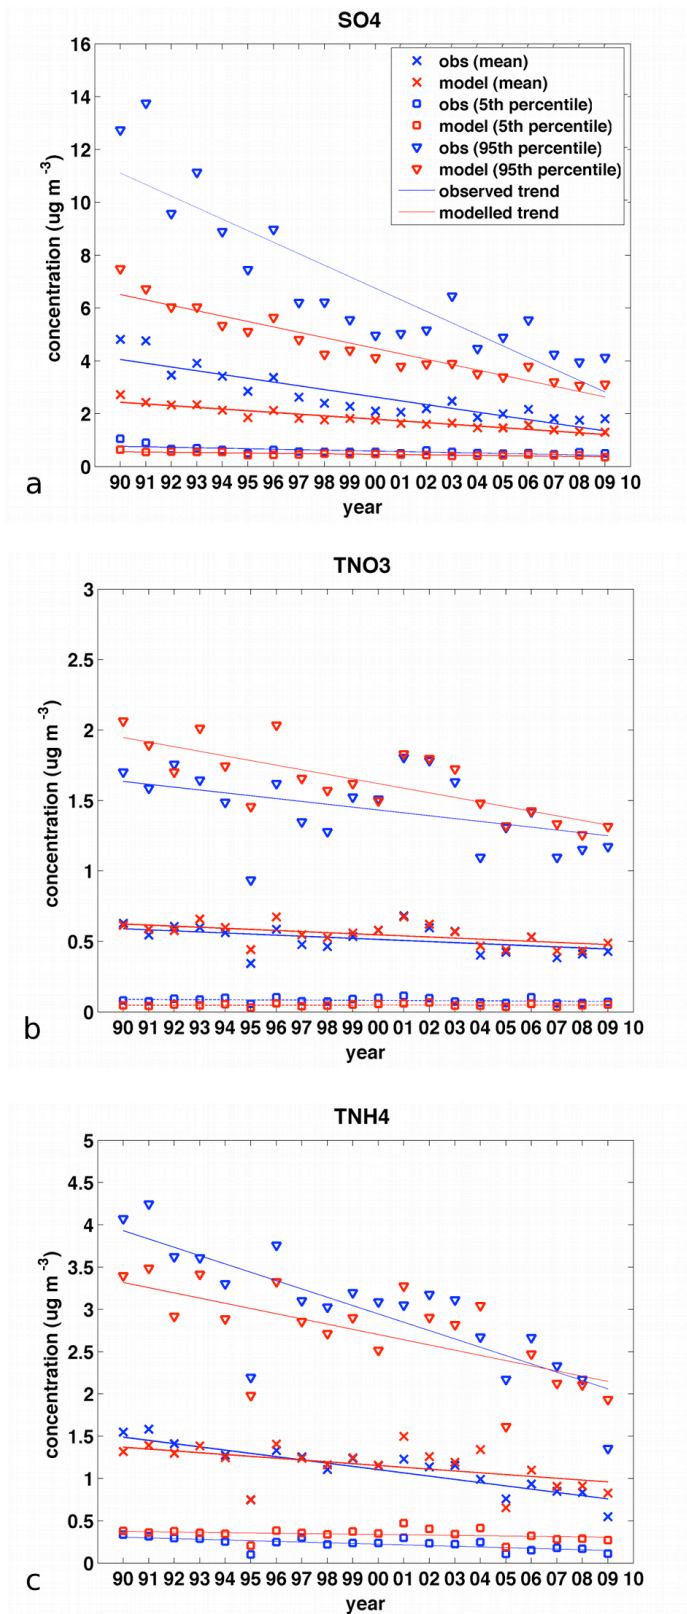 SO4
16
14
12
10
8
6
4
2
0
concentration (ug m -3)
obs (mean)
model (mean)
obs (5th percentile)
model (5th percentile)
obs (95th percentile)
model (95th percentile)
observed trend
modelled trend
90 91 92 93 94 95 96 97 98 99 00 01 02 03 04 05 06 07 08 09 10
year
a
TNO3
3
2.5
2
1.5
1
0.5
0
concentration (ug m -3)
90 91 92 93 94 95 96 97 98 99 00 01 02 03 04 05 06 07 08 09 10
year
b
TNH4
5
4.5
4
3.5
3
2.5
2
1.5
1
0.5
0
concentration (ug m -3)
90 91 92 93 94 95 96 97 98 99 00 01 02 03 04 05 06 07 08 09 10
year
c